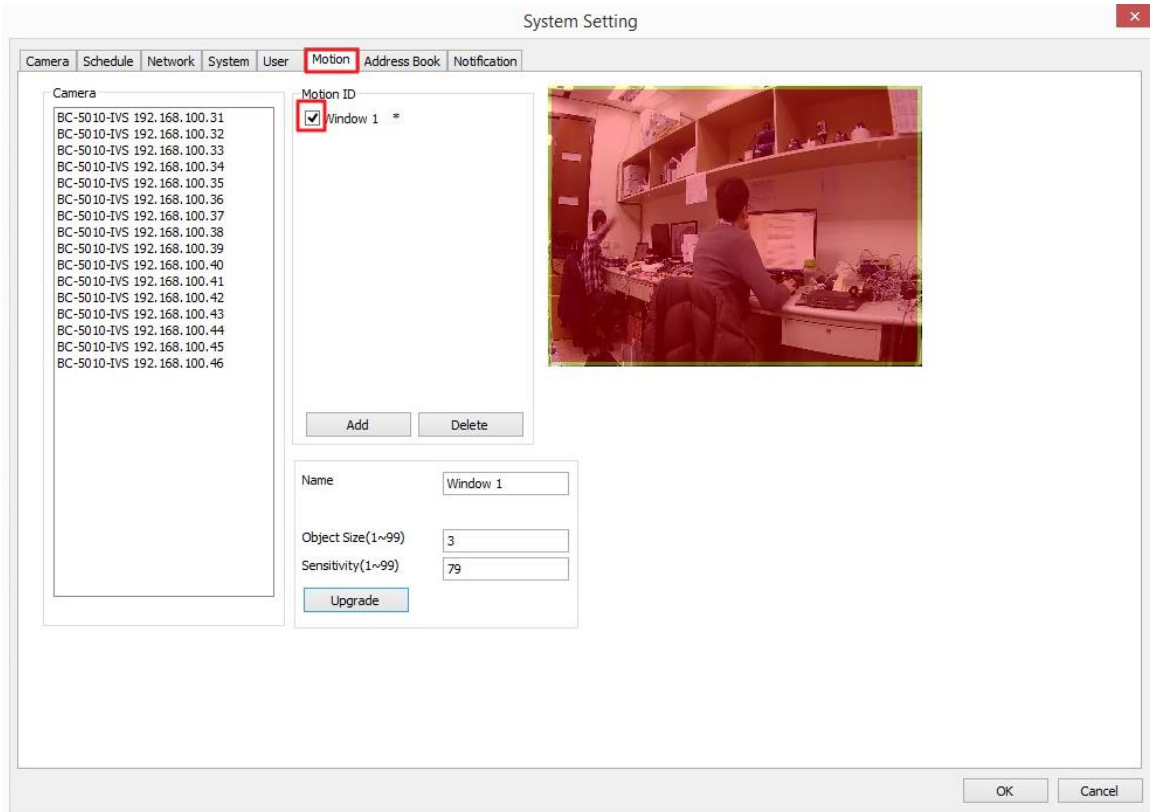 System Setting
Camera Schedule Network System User Motion Address Book Notification
Camera
BC-5010-IVS 192.168.100.31
BC-5010-IVS 192.168.100.32
BC-5010-IVS 192.168.100.33
BC-5010-IVS 192.168.100.34
BC-5010-IVS 192.168.100.35
BC-5010-IVS 192.168.100.36
BC-5010-IVS 192.168.100.37
BC-5010-IVS 192.168.100.38
BC-5010-IVS 192.168.100.39
BC-5010-IVS 192.168.100.40
BC-5010-IVS 192.168.100.41
BC-5010-IVS 192.168.100.42
BC-5010-IVS 192.168.100.43
BC-5010-IVS 192.168.100.44
BC-5010-IVS 192.168.100.45
BC-5010-IVS 192.168.100.46
Motion ID
Window 1 *
Add Delete
Name Window 1
Object Size(1~99) 3
Sensitivity(1~99) 79
Upgrade
OK Cancel